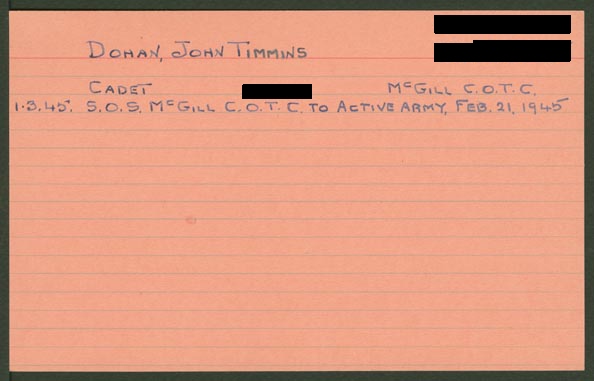 Dohan, John Timmins
Cadet McGill C.O.T.C.
1.3.45. S.O.S. McGill C.O.T.C. to Active Army, Feb. 21, 1945